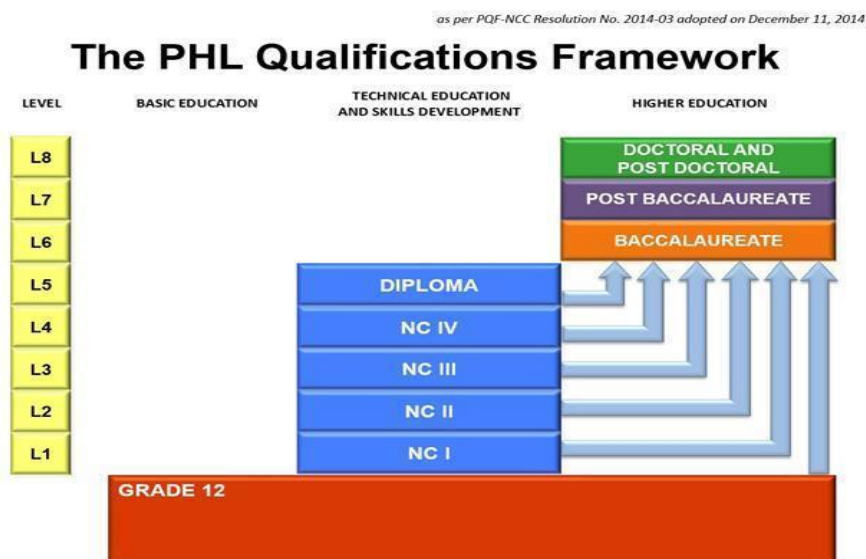 as per PQF-NCC Resolution No. 2014-03 adopted on December 11, 2014
The PHL Qualifications Framework
LEVEL
BASIC EDUCATION
TECHNICAL EDUCATION
AND SKILLS DEVELOPMENT
HIGHER EDUCATION
L8
DOCTORAL AND
POST DOCTORAL
L7
POST BACCALAUREATE
L6
BACCALAUREATE
L5
DIPLOMA
L4
NC IV
L3
NC III
L2
NC II
L1
NC I
GRADE 12